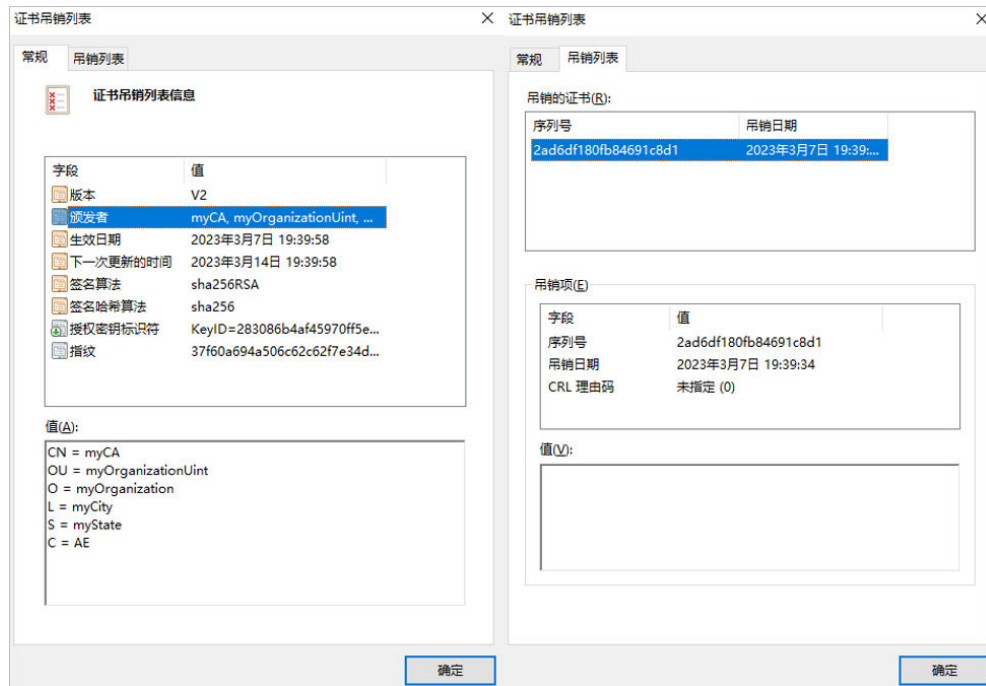 证书吊销列表
常规
吊销列表
证书吊销列表信息
字段 值
版本 V2
颁发者 myCA, myOrganizationUint, ...
生效日期 2023年3月7日 19:39:58
下一次更新的时间 2023年3月14日 19:39:58
签名算法 sha256RSA
签名哈希算法 sha256
授权密钥标识符 KeyID=283086b4af45970ff5e...
指纹 37f60a694a506c62c62f7e34d...
值(A):
CN = myCA
OU = myOrganizationUint
O = myOrganization
L = myCity
S = myState
C = AE
确定
证书吊销列表
常规
吊销列表
吊销的证书(R):
序列号 吊销日期
2ad6df180fb84691c8d1 2023年3月7日 19:39:...
吊销项(E)
字段 值
序列号 2ad6df180fb84691c8d1
吊销日期 2023年3月7日 19:39:34
CRL 理由码 未指定 (0)
值(V):
确定